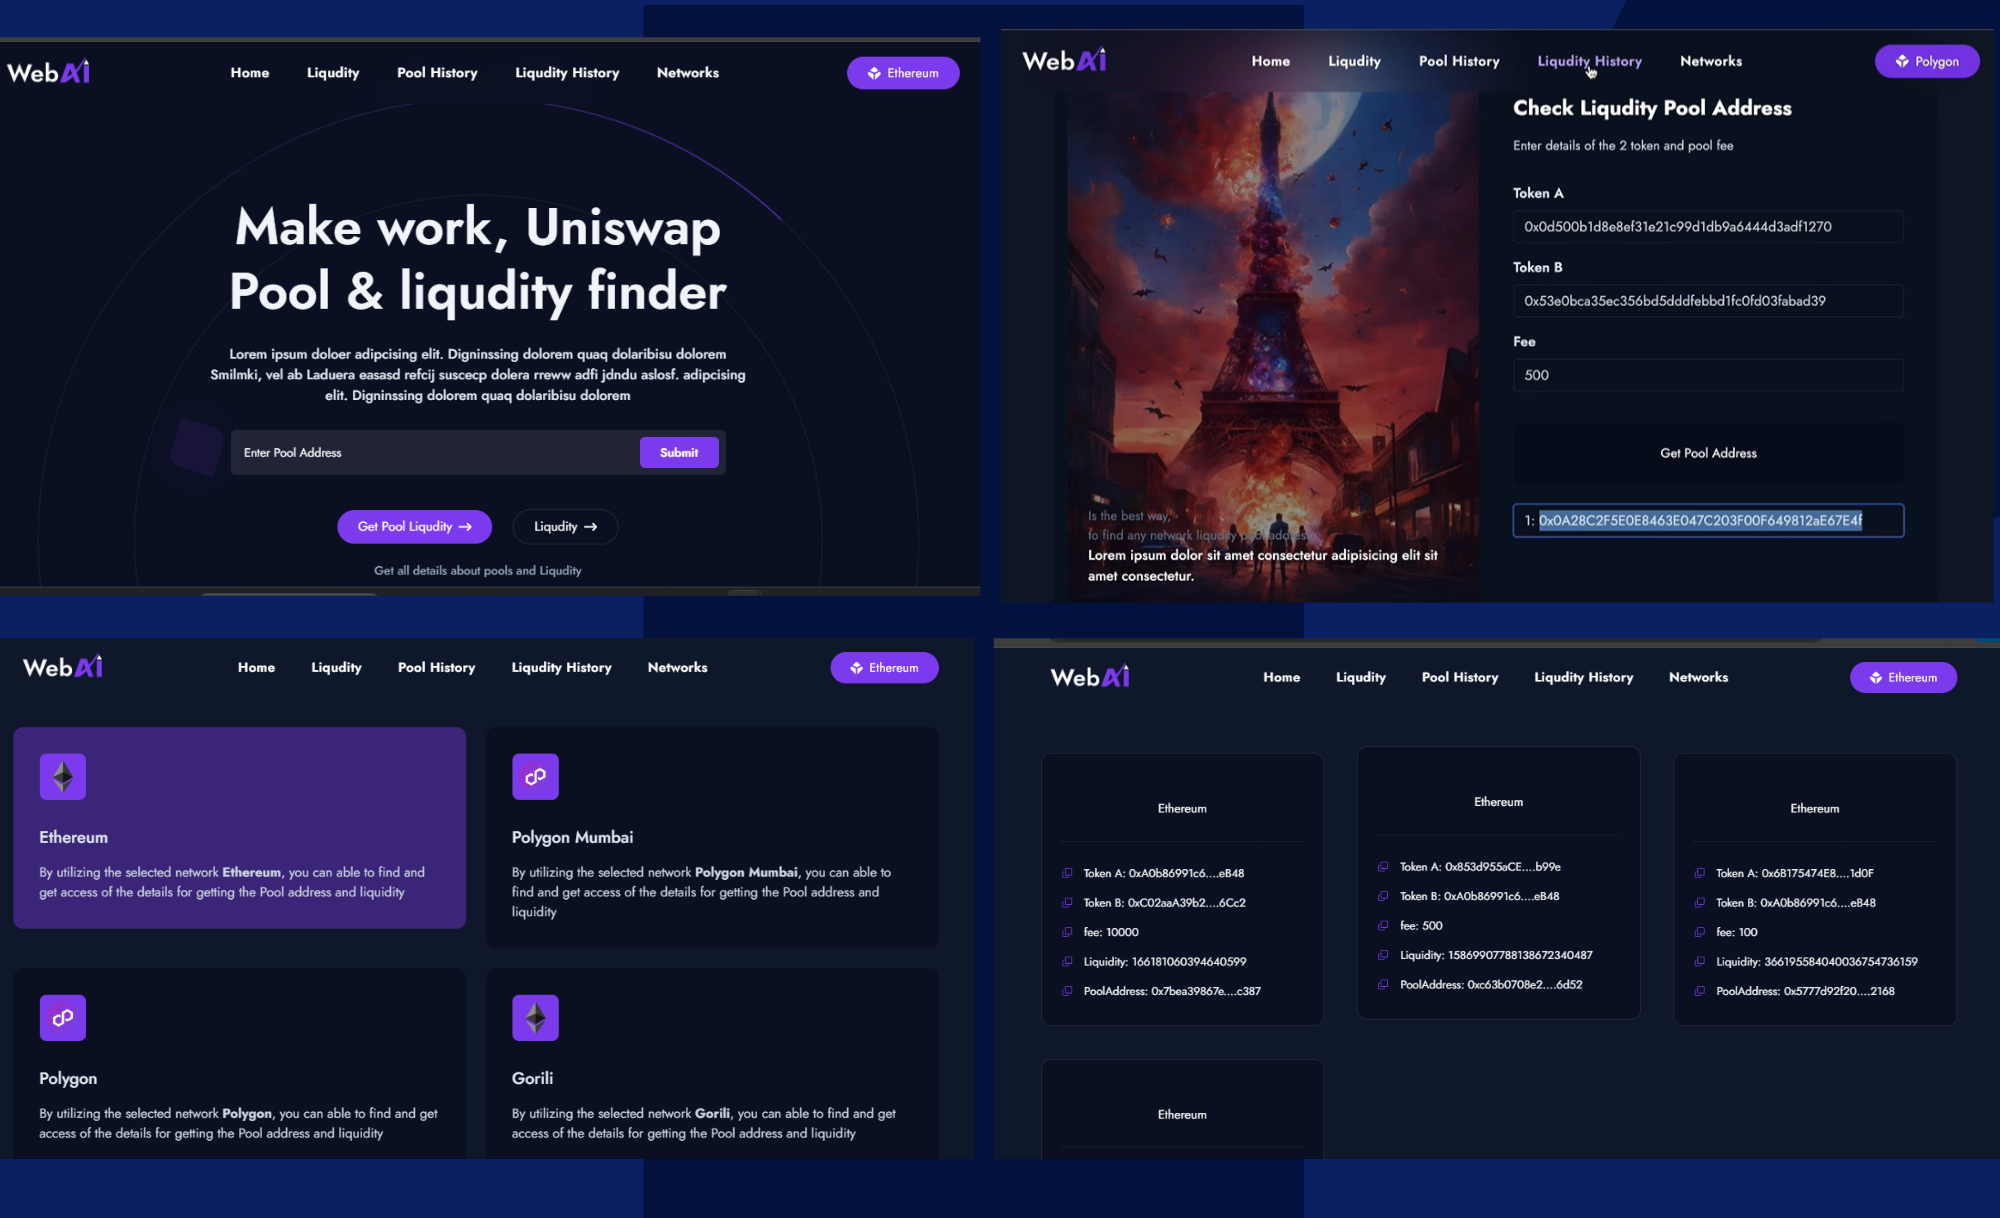 WebAi
Home Liqudity Pool History Liqudity History Networks Ethereum
Make work, Uniswap
Pool & liqudity finder
Lorem ipsum doloer adipcising elit. Digninssing dolorem quaq dolaribisu dolorem
Smilmki, vel ab Laduera easasd refcij suscecp dolera rreww adfi jdndu aslosf. adipcising
elit. Digninssing dolorem quaq dolaribisu dolorem
Enter Pool Address Submit
Get Pool Liqudity → Liqudity →
Get all details about pools and Liqudity
WebAi
Home Liqudity Pool History Liqudity History Networks Polygon
Check Liqudity Pool Address
Enter details of the 2 token and pool fee
Token A
0x0d500b1d8e8ef31e21c99d1db9a6444d3adf1270
Token B
0x53e0bca35ec356bd5dddfebbd1fc0fd03fabad39
Fee
500
Get Pool Address
1: 0x0A28C2F5E0E8463E047C203F00F649812aE67E4f
Is the best way,
fo find any network liqudity pool address
Lorem ipsum dolor sit amet consectetur adipisicing elit sit
amet consectetur.
WebAi
Home Liqudity Pool History Liqudity History Networks Ethereum
Ethereum
By utilizing the selected network Ethereum, you can able to find and
get access of the details for getting the Pool address and liquidity
Polygon Mumbai
By utilizing the selected network Polygon Mumbai, you can able to
find and get access of the details for getting the Pool address and
liquidity
Polygon
By utilizing the selected network Polygon, you can able to find and get
access of the details for getting the Pool address and liquidity
Gorili
By utilizing the selected network Gorili, you can able to find and get
access of the details for getting the Pool address and liquidity
WebAi
Home Liqudity Pool History Liqudity History Networks Ethereum
Ethereum
Token A: 0xA0b86991c6....eB48
Token B: 0xC02aaA39b2....6Cc2
fee: 10000
Liquidity: 166181060394640599
PoolAddress: 0x7bea39867e....c387
Ethereum
Token A: 0x853d955aCE....b99e
Token B: 0xA0b86991c6....eB48
fee: 500
Liquidity: 15869907788138672340487
PoolAddress: 0xc63b0708e2....6d52
Ethereum
Token A: 0x6B175474E8....1d0F
Token B: 0xA0b86991c6....eB48
fee: 100
Liquidity: 366195584040036754736159
PoolAddress: 0x5777d92f20....2168
Ethereum